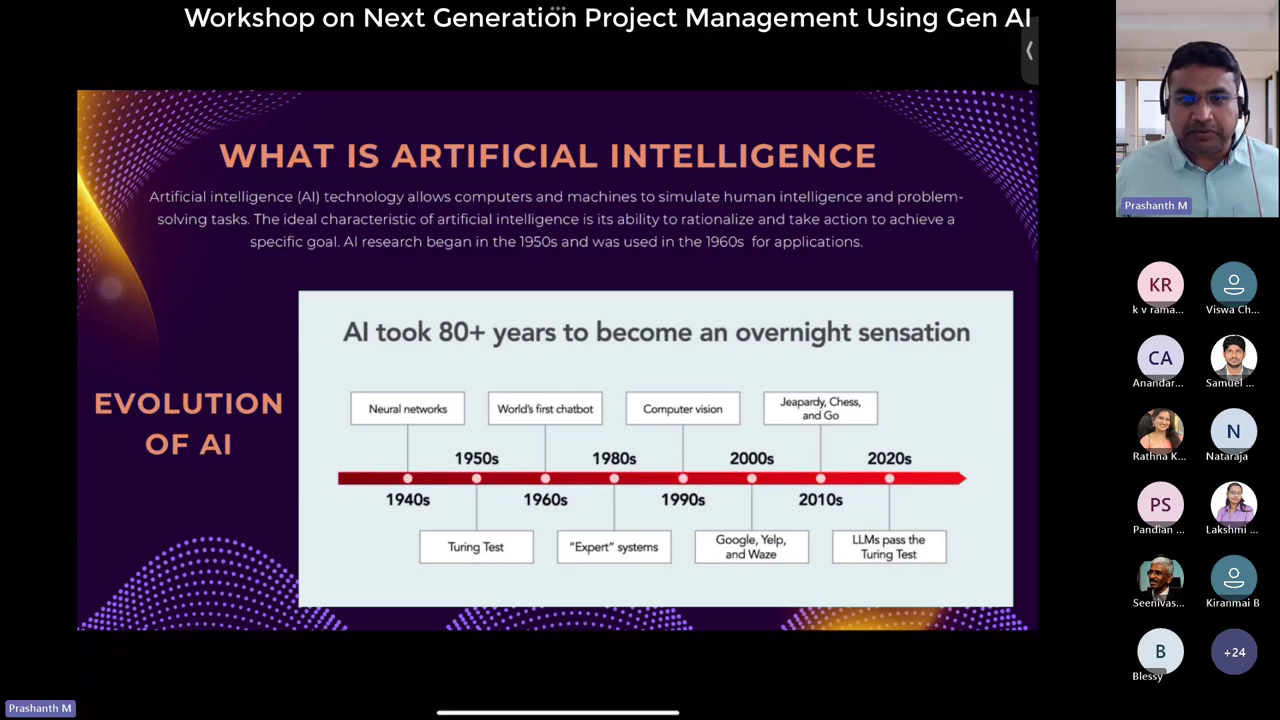 Workshop on Next Generation Project Management Using Gen AI
WHAT IS ARTIFICIAL INTELLIGENCE
Artificial intelligence (AI) technology allows computers and machines to simulate human intelligence and problem-
solving tasks. The ideal characteristic of artificial intelligence is its ability to rationalize and take action to achieve a
specific goal. AI research began in the 1950s and was used in the 1960s for applications.
EVOLUTION
OF AI
AI took 80+ years to become an overnight sensation
Neural networks
World's first chatbot
Computer vision
Jeapardy, Chess,
and Go
1950s
1980s
2000s
2020s
1940s
1960s
1990s
2010s
Turing Test
“Expert” systems
Google, Yelp,
and Waze
LLMs pass the
Turing Test
Prashanth M
KR
k v rama...
Viswa Ch...
CA
Anandar...
Samuel ...
Rathna K...
N
Nataraja
PS
Pandian ...
Lakshmi ...
Seenivas...
Kiranmai B
B
Blessy
+24
Prashanth M